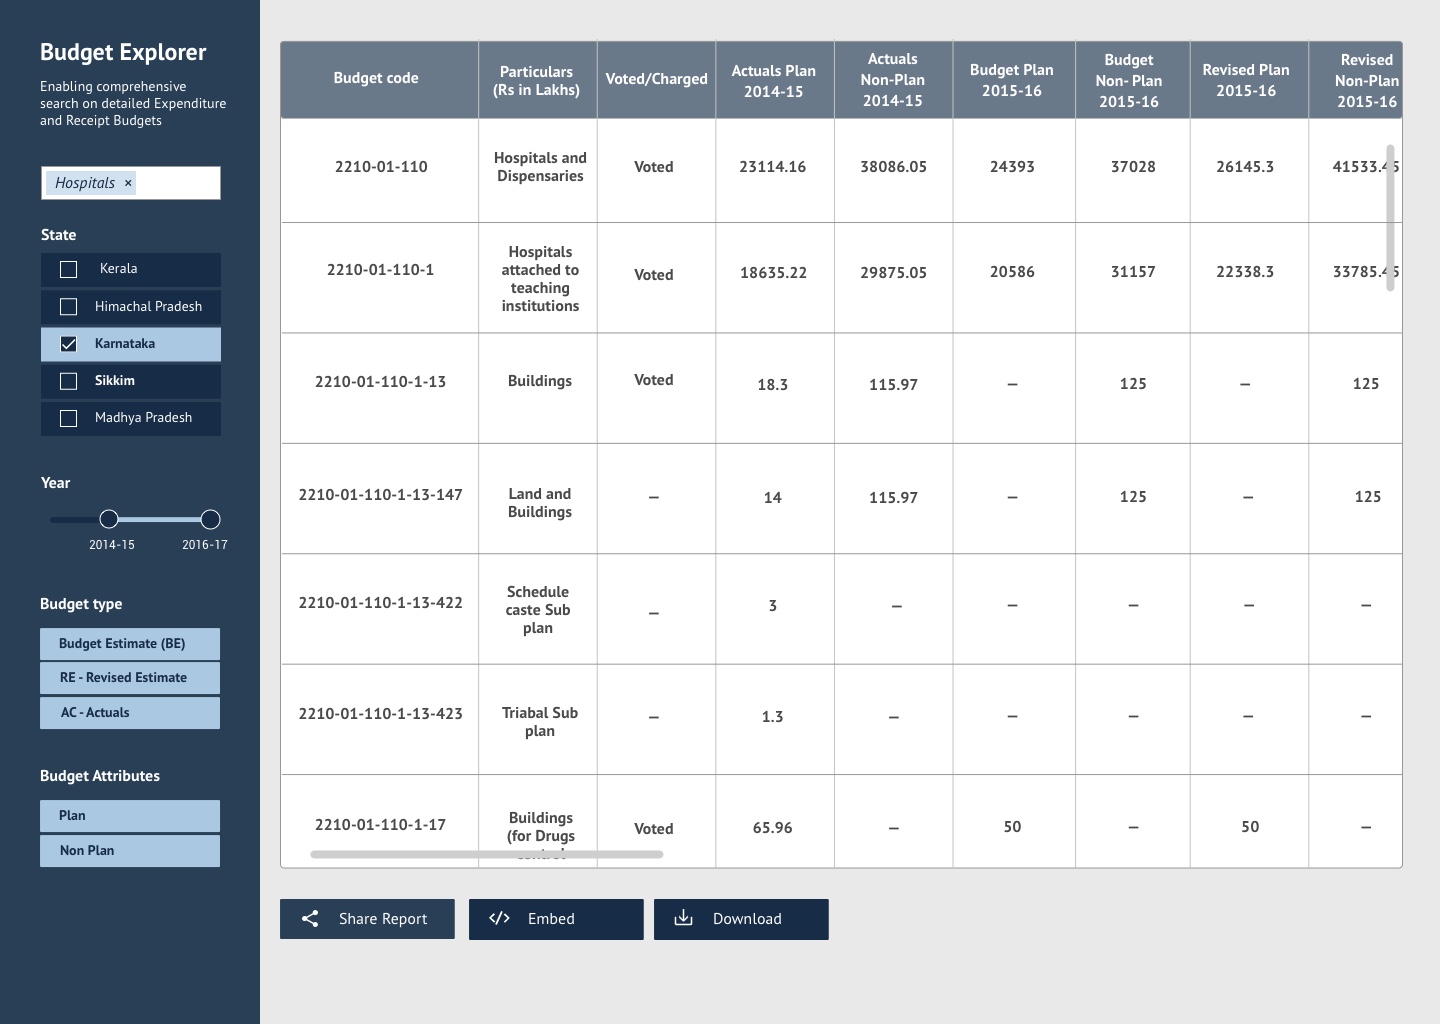 Budget Explorer
Enabling comprehensive
search on detailed Expenditure
and Receipt Budgets
Hospitals ×
State
Kerala
Himachal Pradesh
Karnataka
Sikkim
Madhya Pradesh
Year
2014-15 2016-17
Budget type
Budget Estimate (BE)
RE - Revised Estimate
AC - Actuals
Budget Attributes
Plan
Non Plan
Budget code
Particulars
(Rs in Lakhs)
Voted/Charged
Actuals Plan
2014-15
Actuals
Non-Plan
2014-15
Budget Plan
2015-16
Budget
Non- Plan
2015-16
Revised Plan
2015-16
Revised
Non-Plan
2015-16
2210-01-110
Hospitals and
Dispensaries
Voted
23114.16
38086.05
24393
37028
26145.3
41533.45
2210-01-110-1
Hospitals
attached to
teaching
institutions
Voted
18635.22
29875.05
20586
31157
22338.3
33785.45
2210-01-110-1-13
Buildings
Voted
18.3
115.97
—
125
—
125
2210-01-110-1-13-147
Land and
Buildings
—
14
115.97
—
125
—
125
2210-01-110-1-13-422
Schedule
caste Sub
plan
—
3
—
—
—
—
—
2210-01-110-1-13-423
Triabal Sub
plan
—
1.3
—
—
—
—
—
2210-01-110-1-17
Buildings
(for Drugs
Voted
65.96
—
50
—
50
—
Share Report
Embed
Download